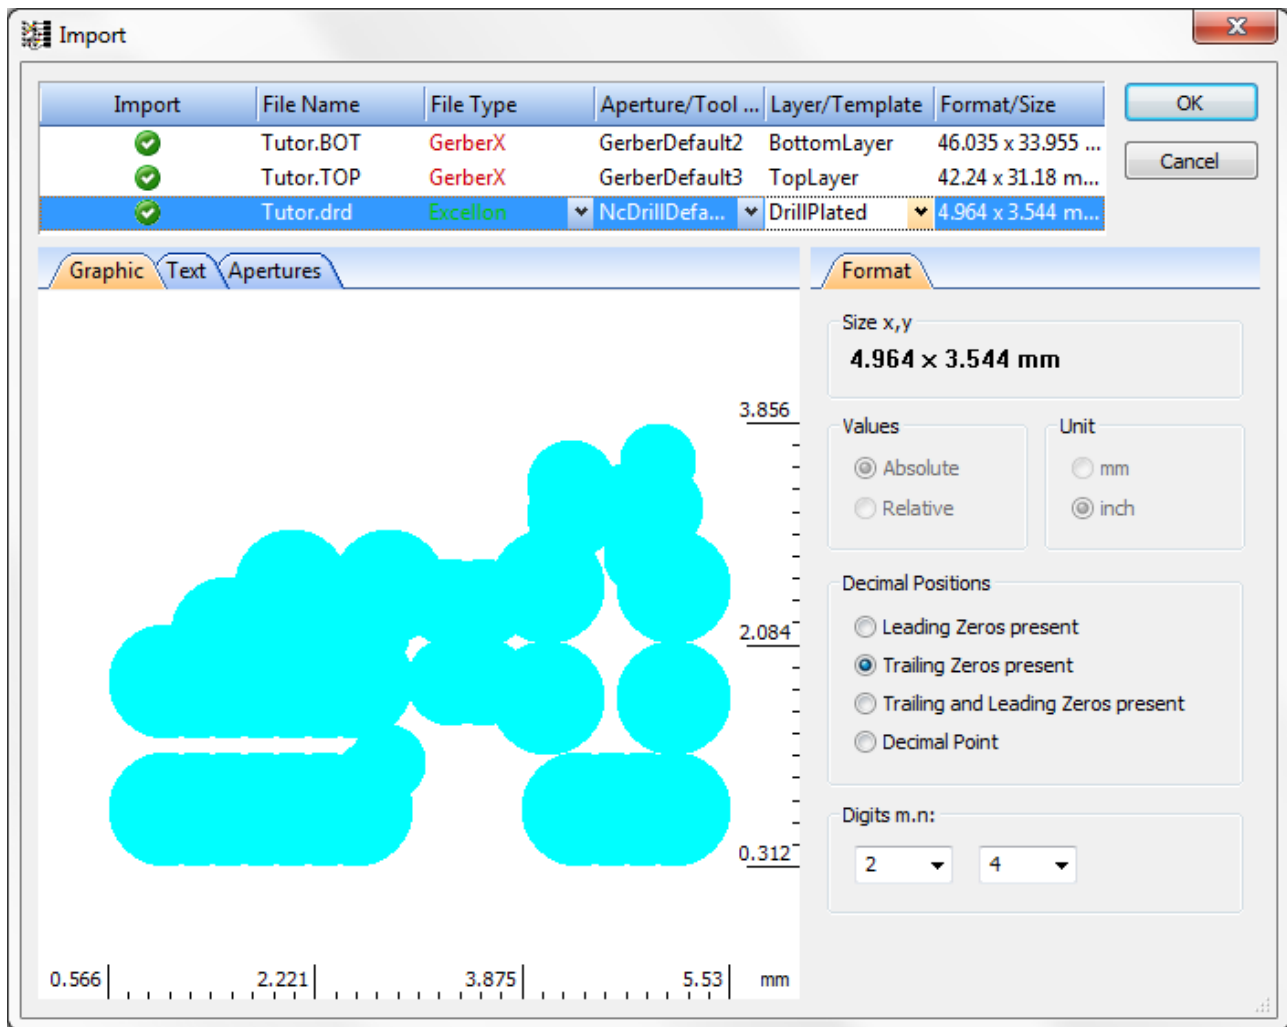 Import
Import File Name File Type Aperture/Tool ... Layer/Template Format/Size
Tutor.BOT GerberX GerberDefault2 BottomLayer 46.035 x 33.955 ...
Tutor.TOP GerberX GerberDefault3 TopLayer 42.24 x 31.18 m...
Tutor.drd Excellon NcDrillDefa... DrillPlated 4.964 x 3.544 m...
OK
Cancel
Graphic Text Apertures
3.856
2.084
0.312
0.566 2.221 3.875 5.53 mm
Format
Size x,y
4.964 x 3.544 mm
Values
Absolute
Relative
Unit
mm
inch
Decimal Positions
Leading Zeros present
Trailing Zeros present
Trailing and Leading Zeros present
Decimal Point
Digits m.n:
2 4